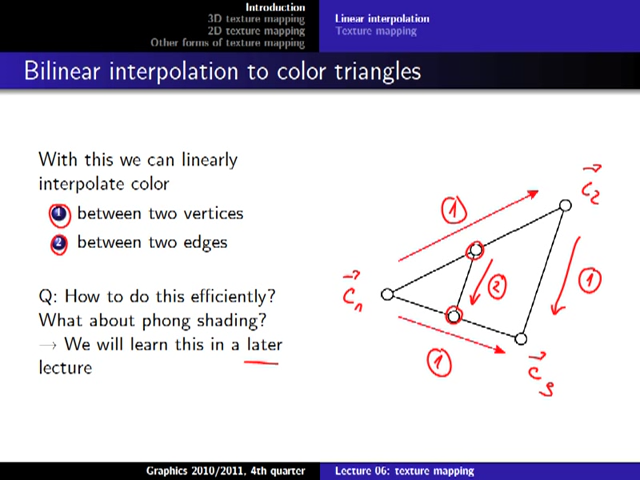 Introduction
3D texture mapping
2D texture mapping
Other forms of texture mapping
Linear interpolation
Texture mapping
Bilinear interpolation to color triangles
With this we can linearly
interpolate color
1 between two vertices
2 between two edges
Q: How to do this efficiently?
What about phong shading?
→ We will learn this in a later
lecture
c2
1
2
1
c1
1
c3
Graphics 2010/2011, 4th quarter
Lecture 06: texture mapping